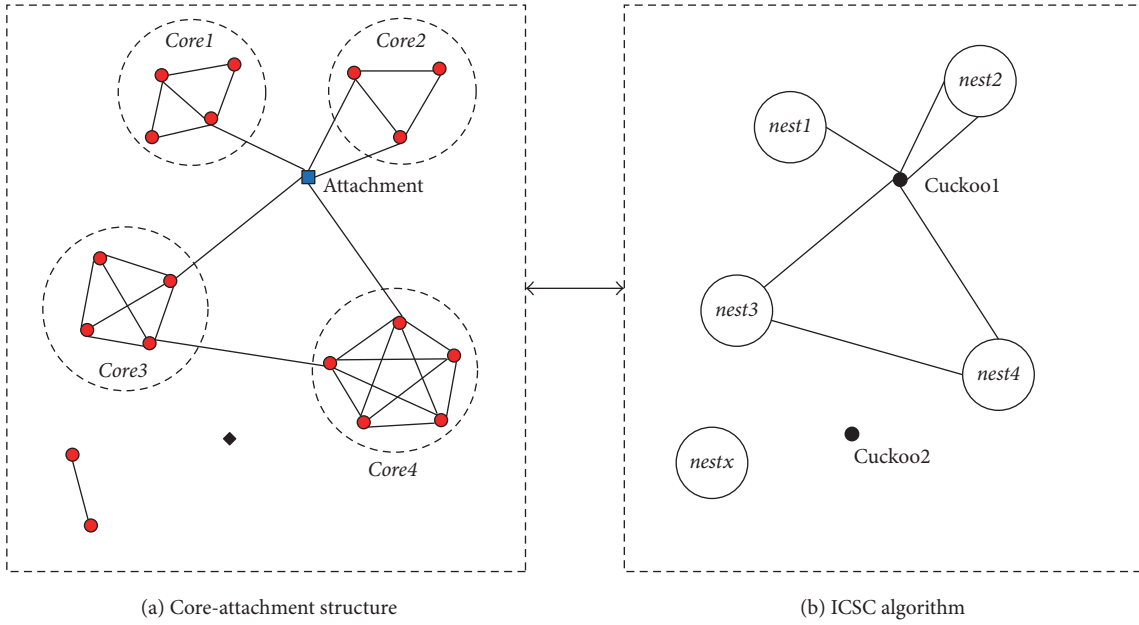 Core1
Core2
Attachment
Core3
Core4
nest1
nest2
Cuckoo1
nest3
nest4
nestx
Cuckoo2
(a) Core-attachment structure
(b) ICSC algorithm